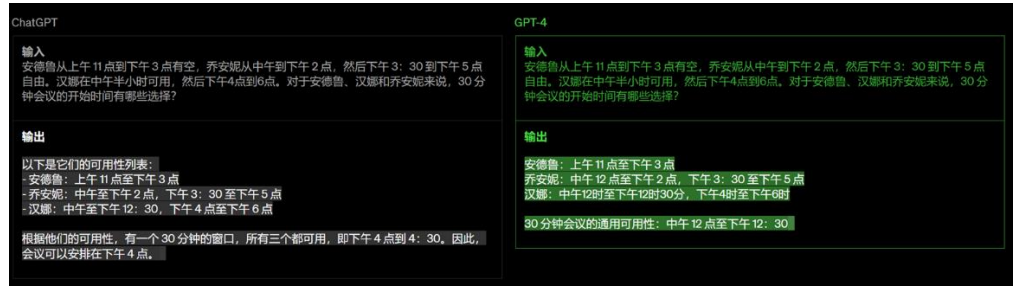 ChatGPT
输入
安德鲁从上午 11 点到下午 3 点有空，乔安妮从中午到下午 2 点，然后下午 3：30 到下午 5 点
自由。汉娜在中午半小时可用，然后下午4点到6点。对于安德鲁、汉娜和乔安妮来说，30 分
钟会议的开始时间有哪些选择？
输出
以下是它们的可用性列表：
- 安德鲁：上午 11 点至下午 3 点
- 乔安妮：中午至下午 2 点，下午 3：30 至下午 5 点
- 汉娜：中午至下午 12：30，下午 4 点至下午 6 点
根据他们的可用性，有一个 30 分钟的窗口，所有三个都可用，即下午 4 点到 4：30。因此，
会议可以安排在下午 4 点。
GPT-4
输入
安德鲁从上午 11 点到下午 3 点有空，乔安妮从中午到下午 2 点，然后下午 3：30 到下午 5 点
自由。汉娜在中午半小时可用，然后下午4点到6点。对于安德鲁、汉娜和乔安妮来说，30 分
钟会议的开始时间有哪些选择？
输出
安德鲁：上午 11 点至下午 3 点
乔安妮：中午 12 点至下午 2 点，下午 3：30 至下午 5 点
汉娜：中午12时至下午12时30分，下午4时至下午6时
30 分钟会议的通用可用性：中午 12 点至下午 12：30